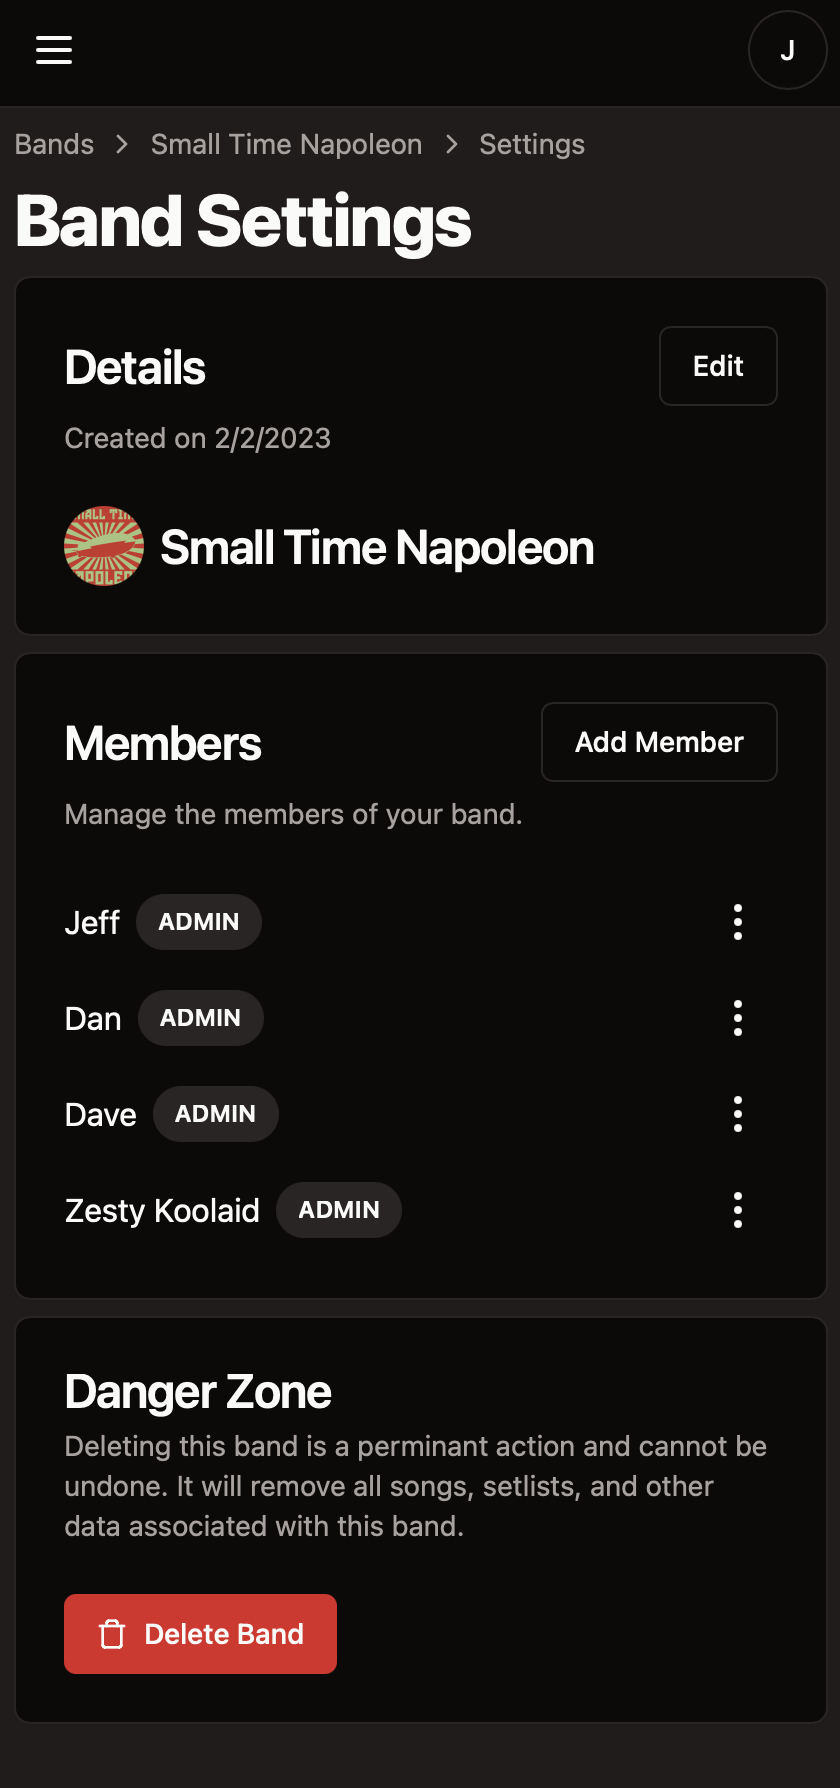 J
Bands > Small Time Napoleon > Settings
Band Settings
Details
Edit
Created on 2/2/2023
Small Time Napoleon
Members
Add Member
Manage the members of your band.
Jeff ADMIN
Dan ADMIN
Dave ADMIN
Zesty Koolaid ADMIN
Danger Zone
Deleting this band is a perminant action and cannot be
undone. It will remove all songs, setlists, and other
data associated with this band.
Delete Band